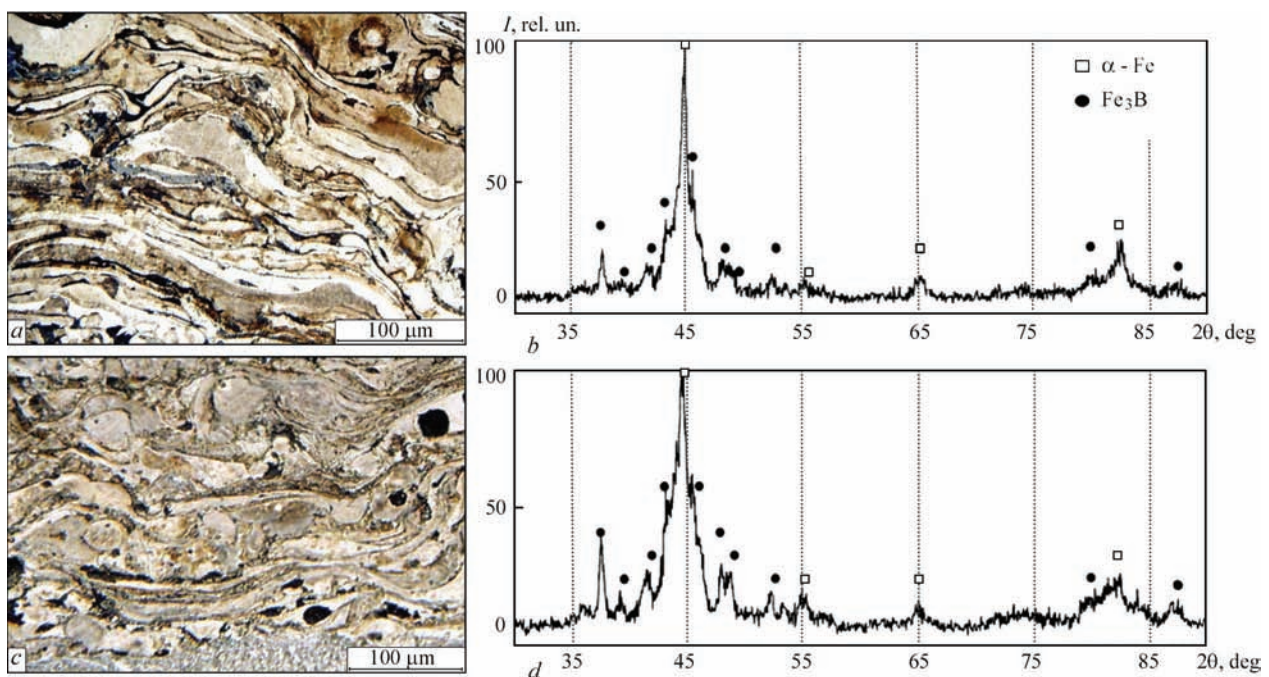 I, rel. un.
100
50
0
35
45
55
65
75
85
2θ, deg
□ α - Fe
● Fe₃B
a
100 μm
b
100
50
0
35
45
55
65
75
85
2θ, deg
c
100 μm
d